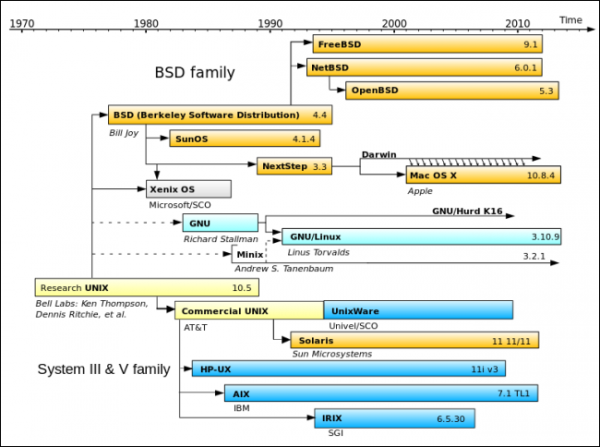 1970 1980 1990 2000 2010 Time
FreeBSD 9.1
BSD family
NetBSD 6.0.1
OpenBSD 5.3
BSD (Berkeley Software Distribution) 4.4
Bill Joy
SunOS 4.1.4
Darwin
NextStep 3.3
Mac OS X 10.8.4
Xenix OS
Apple
Microsoft/SCO
GNU/Hurd K16
GNU
Richard Stallman
GNU/Linux 3.10.9
Linus Torvalds
Minix 3.2.1
Andrew S. Tanenbaum
Research UNIX 10.5
Bell Labs: Ken Thompson,
Dennis Ritchie, et al.
Commercial UNIX
UnixWare
AT&T
Univel/SCO
Solaris 11 11/11
Sun Microsystems
System III & V family
HP-UX 11i v3
AIX 7.1 TL1
IBM
IRIX 6.5.30
SGI